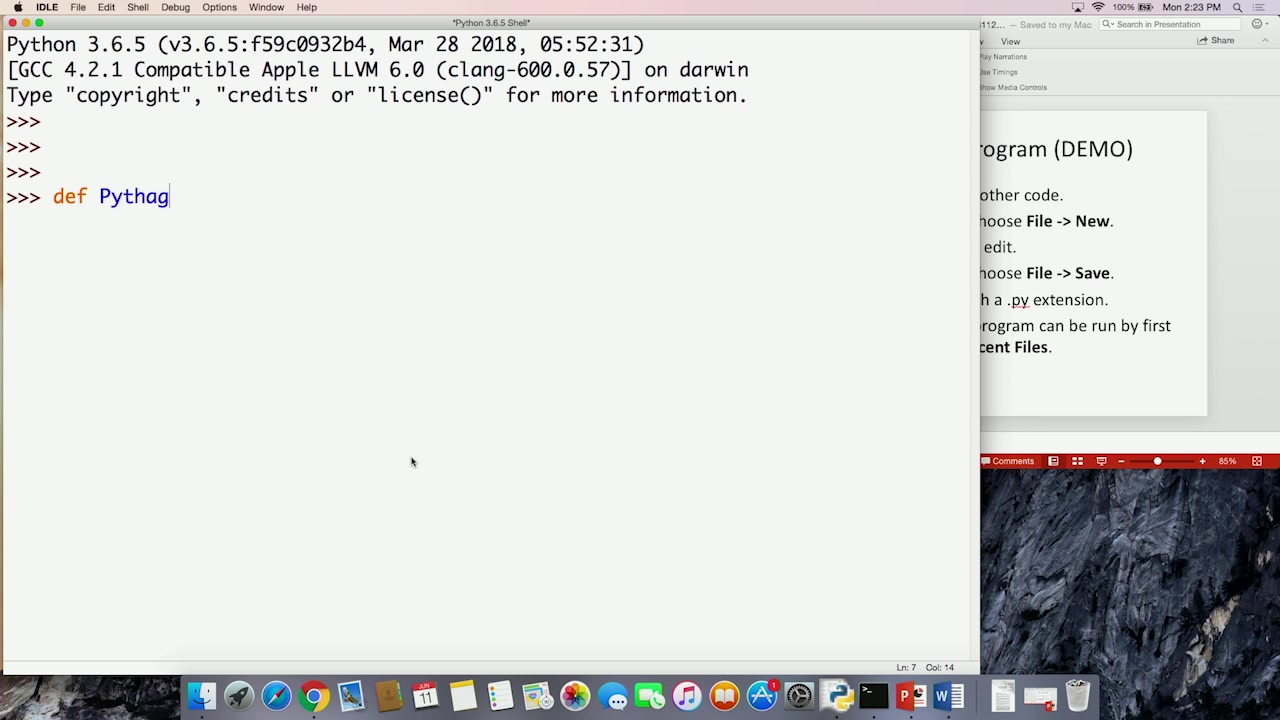 IDLE File Edit Shell Debug Options Window Help
100% Mon 2:23 PM
*Python 3.6.5 Shell*
Python 3.6.5 (v3.6.5:f59c0932b4, Mar 28 2018, 05:52:31)
[GCC 4.2.1 Compatible Apple LLVM 6.0 (clang-600.0.57)] on darwin
Type "copyright", "credits" or "license()" for more information.
>>>
>>>
>>>
>>> def Pythag
Ln: 7 Col: 14
112... — Saved to my Mac
Search in Presentation
View
Share
Play Narrations
Use Timings
Show Media Controls
rogram (DEMO)
other code.
hoose File -> New.
edit.
hoose File -> Save.
h a .py extension.
rogram can be run by first
cent Files.
Comments
85%
JUN
11
1